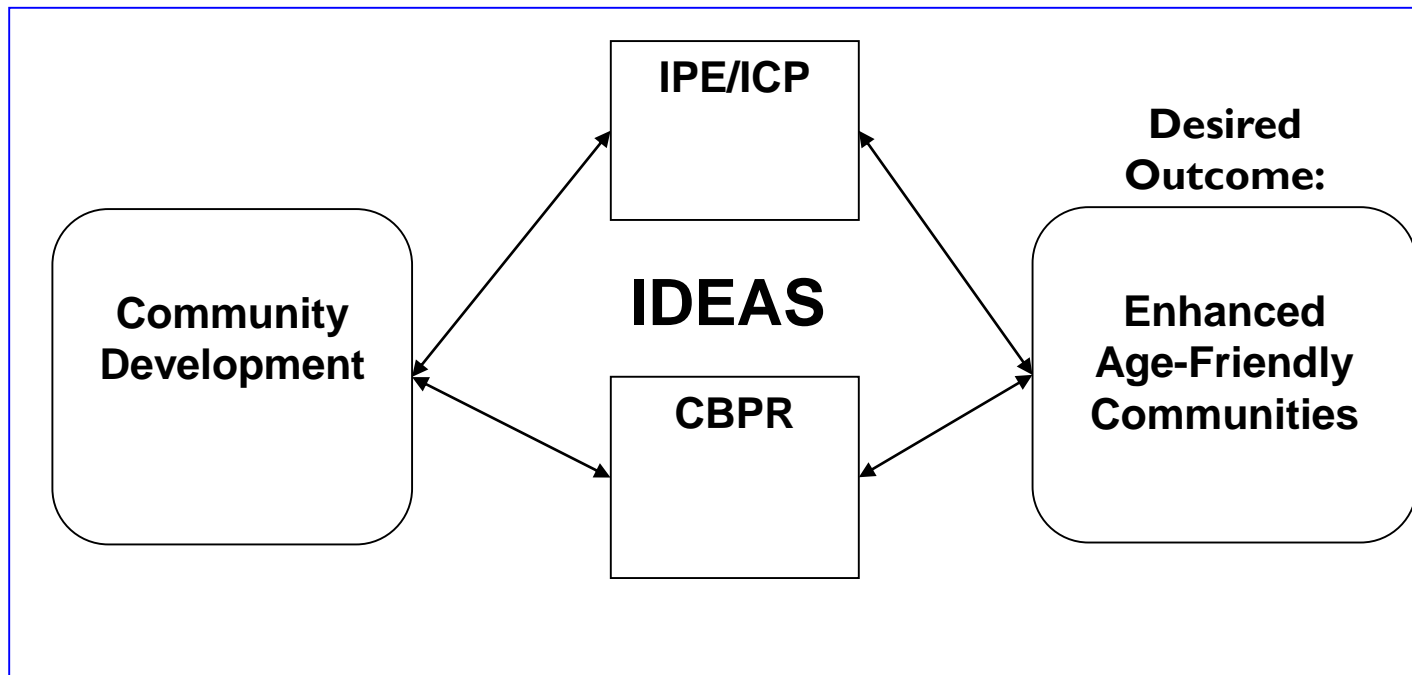 IPE/ICP
Desired
Outcome:
Community
Development
IDEAS
Enhanced
Age-Friendly
Communities
CBPR